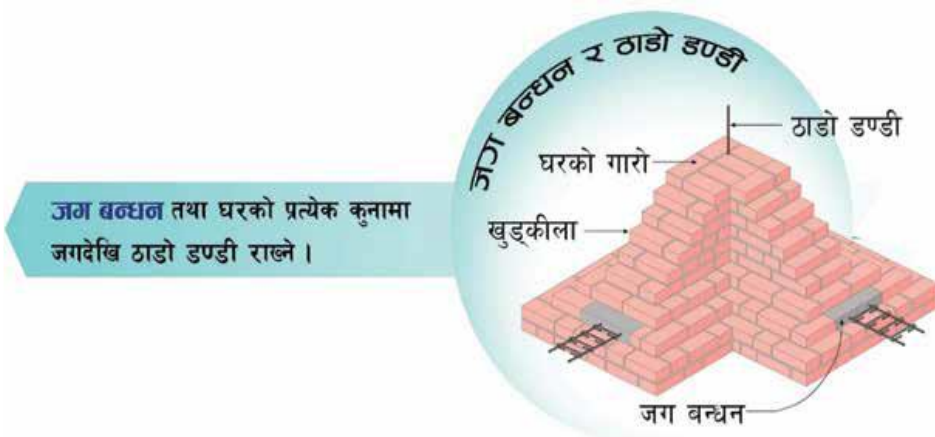 जग बन्धन र ठाडो डण्डी
ठाडो डण्डी
घरको गारो
खुड्कीला
जग बन्धन तथा घरको प्रत्येक कुनामा
जगदेखि ठाडो डण्डी राख्ने ।
जग बन्धन